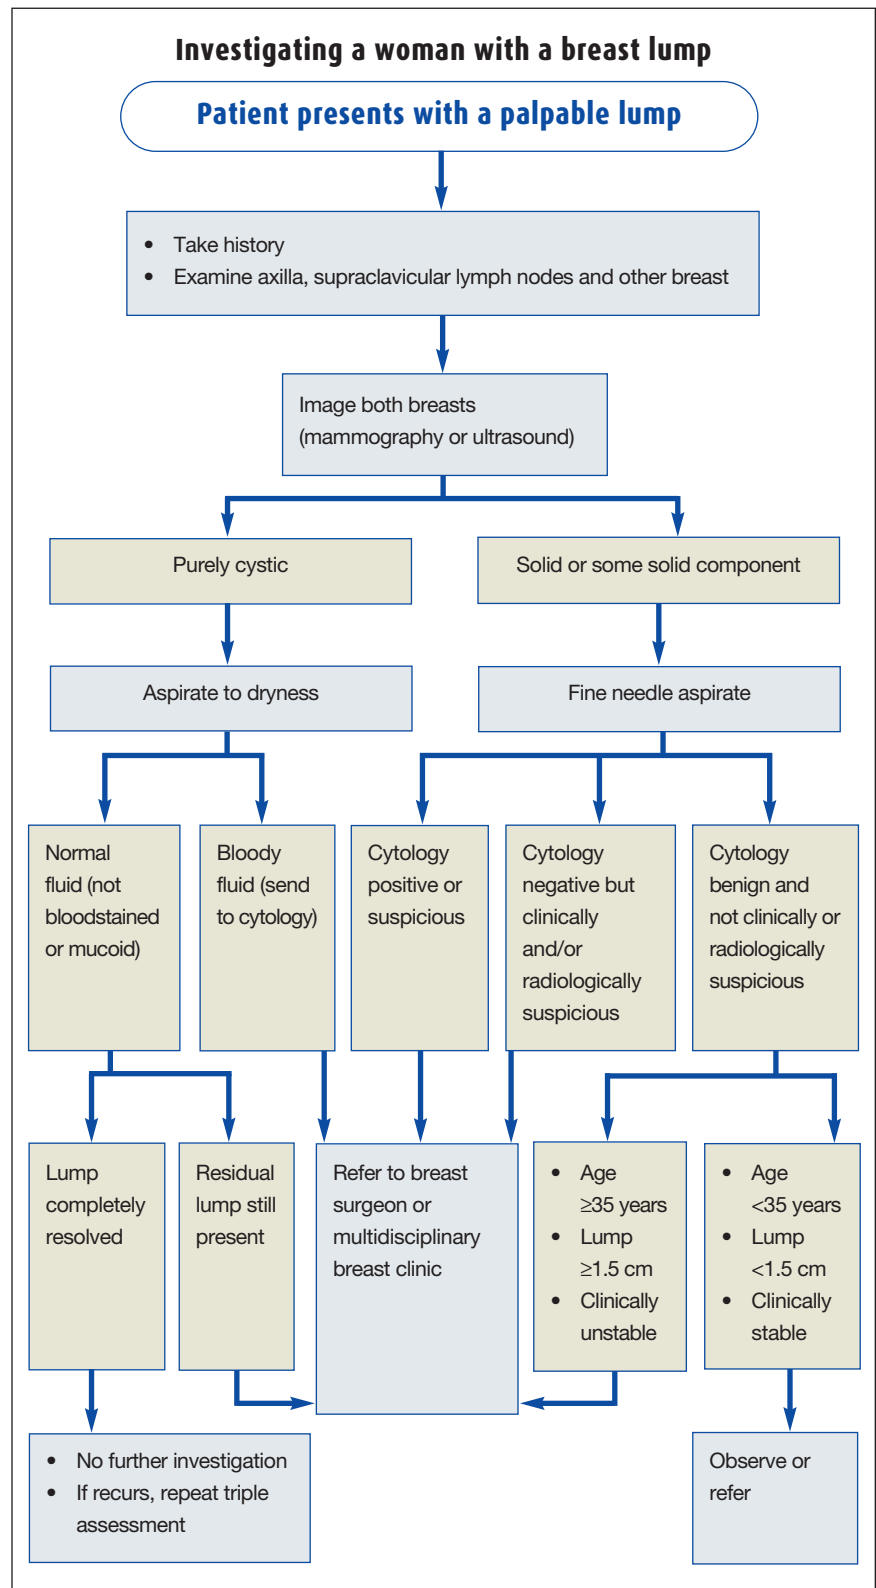 Investigating a woman with a breast lump
Patient presents with a palpable lump
• Take history
• Examine axilla, supraclavicular lymph nodes and other breast
Image both breasts
(mammography or ultrasound)
Purely cystic
Solid or some solid component
Aspirate to dryness
Fine needle aspirate
Normal
fluid (not
bloodstained
or mucoid)
Bloody
fluid (send
to cytology)
Cytology
positive or
suspicious
Cytology
negative but
clinically
and/or
radiologically
suspicious
Cytology
benign and
not clinically or
radiologically
suspicious
Lump
completely
resolved
Residual
lump still
present
Refer to breast
surgeon or
multidisciplinary
breast clinic
• Age
≥35 years
• Lump
≥1.5 cm
• Clinically
unstable
• Age
<35 years
• Lump
<1.5 cm
• Clinically
stable
• No further investigation
• If recurs, repeat triple
assessment
Observe or
refer